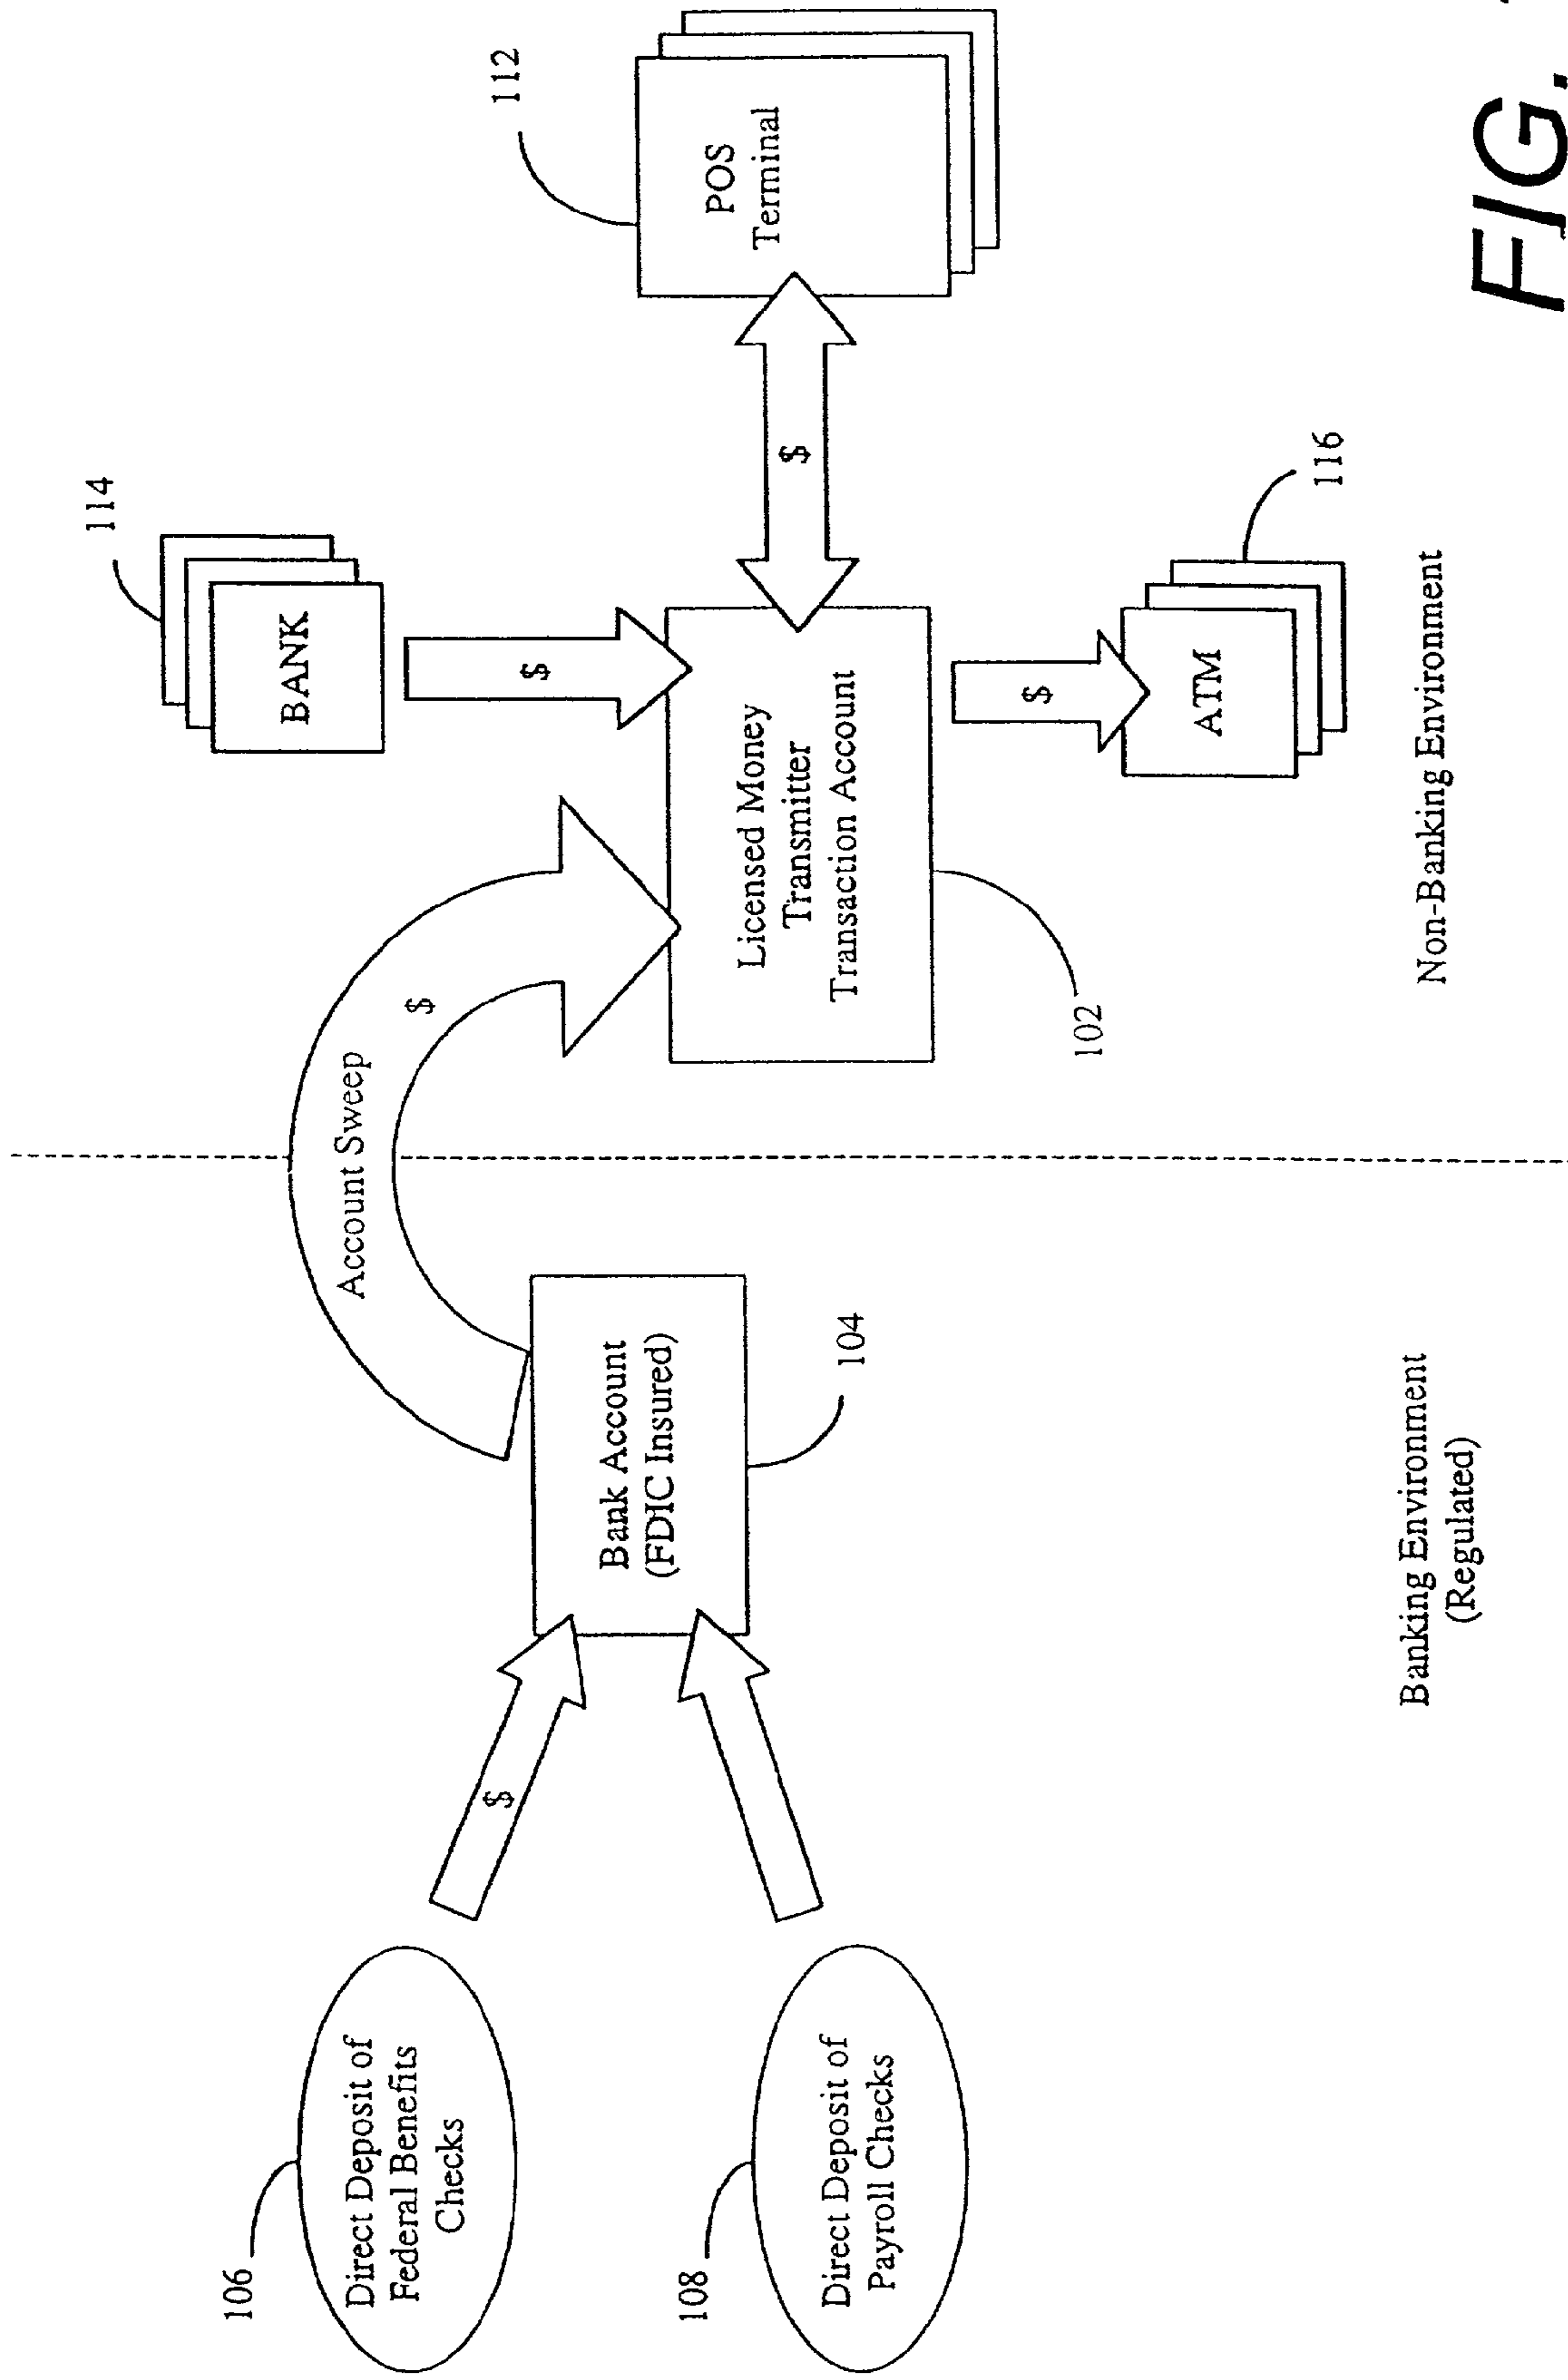 106
Direct Deposit of
Federal Benefits
Checks
108
Direct Deposit of
Payroll Checks
$
Bank Account
(FDIC Insured)
104
Account Sweep
$
Banking Environment
(Regulated)
114
BANK
$
Licensed Money
Transmitter
Transaction Account
102
$
POS
Terminal
112
$
ATM
116
Non-Banking Environment
FIG.